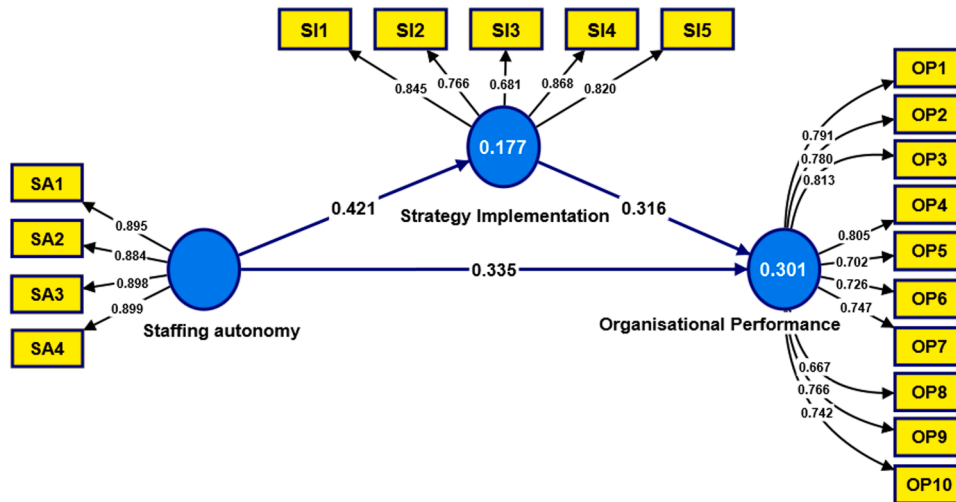 SI1 SI2 SI3 SI4 SI5
0.845 0.766 0.681 0.868 0.820
0.177
Strategy Implementation
SA1
SA2
SA3
SA4
0.895
0.884
0.898
0.899
Staffing autonomy
0.421
0.316
0.335
0.301
Organisational Performance
0.791
0.780
0.813
0.805
0.702
0.726
0.747
0.667
0.766
0.742
OP1
OP2
OP3
OP4
OP5
OP6
OP7
OP8
OP9
OP10